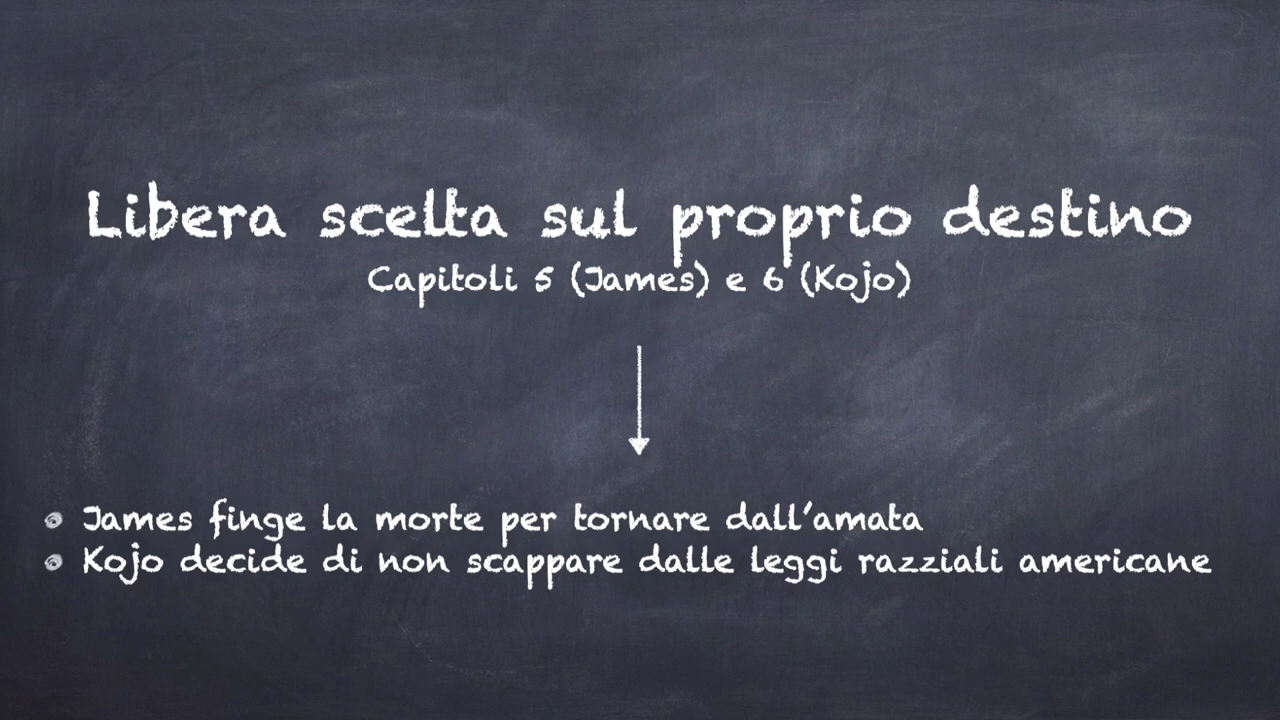 Libera scelta sul proprio destino
Capitoli 5 (James) e 6 (Kojo)
James finge la morte per tornare dall'amata
Kojo decide di non scappare dalle leggi razziali americane